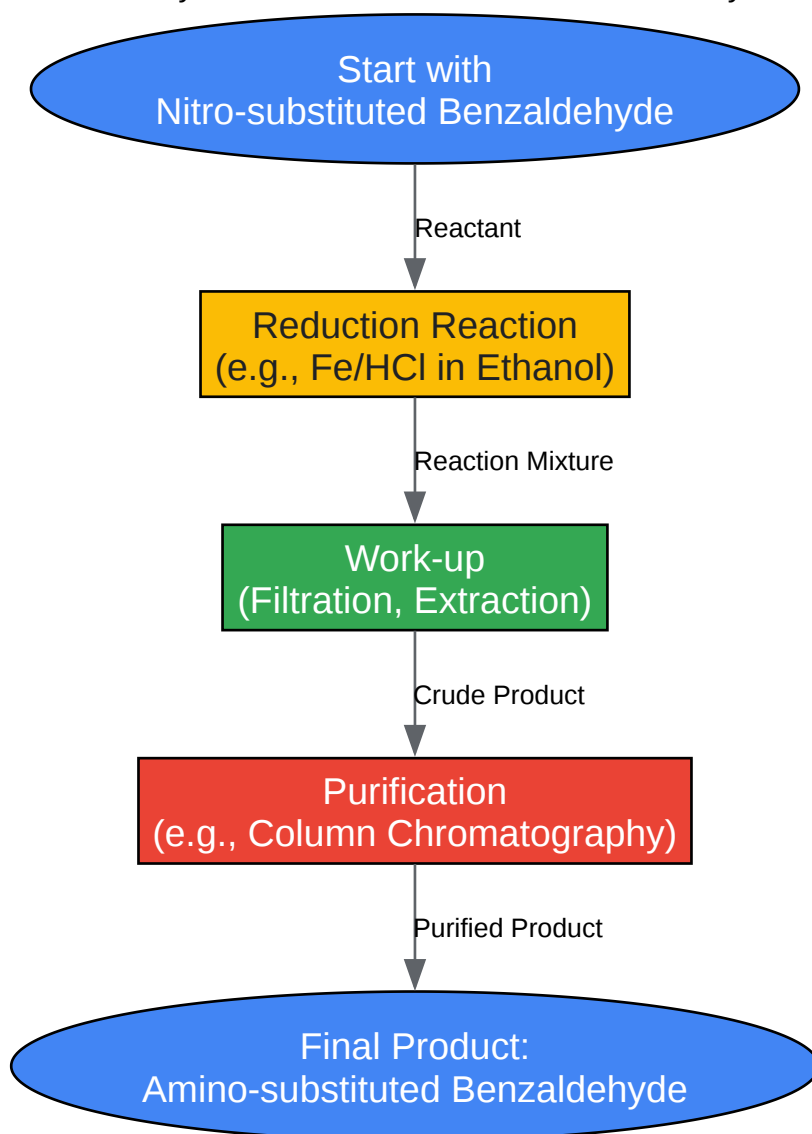 Start with
Nitro-substituted Benzaldehyde
Reactant
Reduction Reaction
(e.g., Fe/HCl in Ethanol)
Reaction Mixture
Work-up
(Filtration, Extraction)
Crude Product
Purification
(e.g., Column Chromatography)
Purified Product
Final Product:
Amino-substituted Benzaldehyde